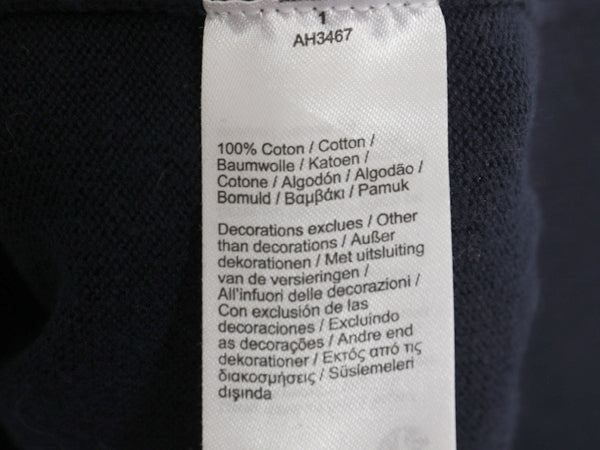 1
AH3467
100% Coton / Cotton /
Baumwolle / Katoen /
Cotone / Algodón / Algodão /
Bomuld / Βαμβάκι / Pamuk
Decorations exclues / Other
than decorations / Außer
dekorationen / Met uitsluiting
van de versieringen /
All'infuori delle decorazioni /
Con exclusión de las
decoraciones / Excluindo
as decorações / Andre end
dekorationer / Εκτός από τις
διακοσμήσεις / Süslemeleri
dışında